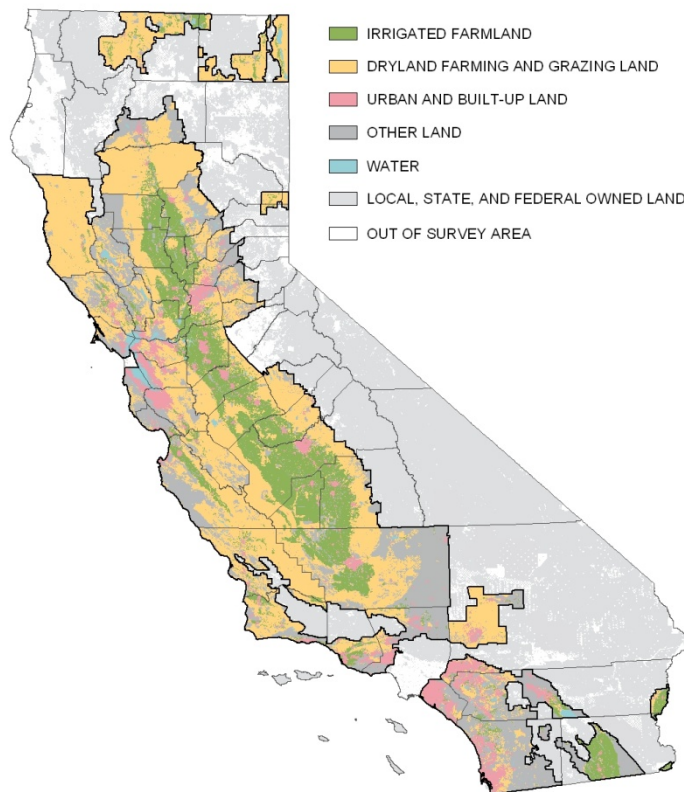 IRRIGATED FARMLAND
DRYLAND FARMING AND GRAZING LAND
URBAN AND BUILT-UP LAND
OTHER LAND
WATER
LOCAL, STATE, AND FEDERAL OWNED LAND
OUT OF SURVEY AREA